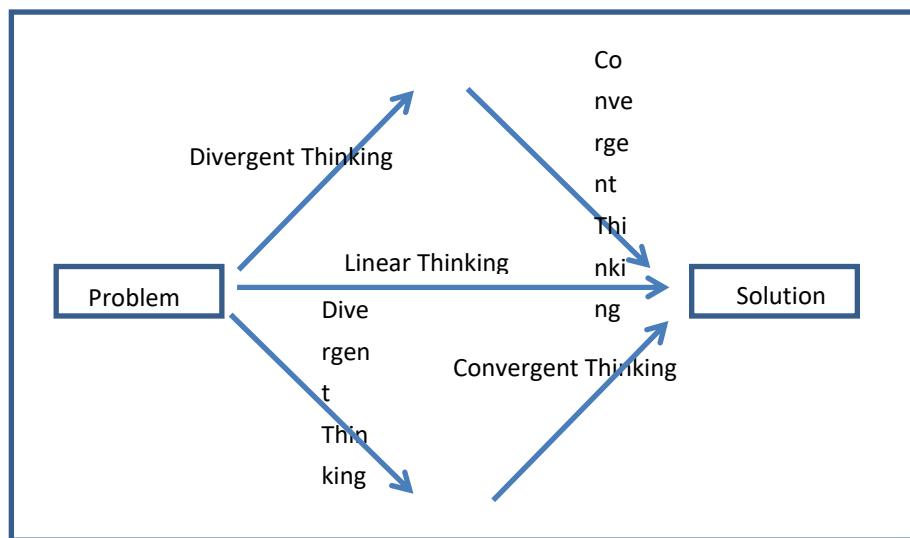 Co
nve
rge
nt
Thi
nki
ng
Divergent Thinking
Linear Thinking
Problem
Solution
Dive
rgen
t
Thin
king
Convergent Thinking